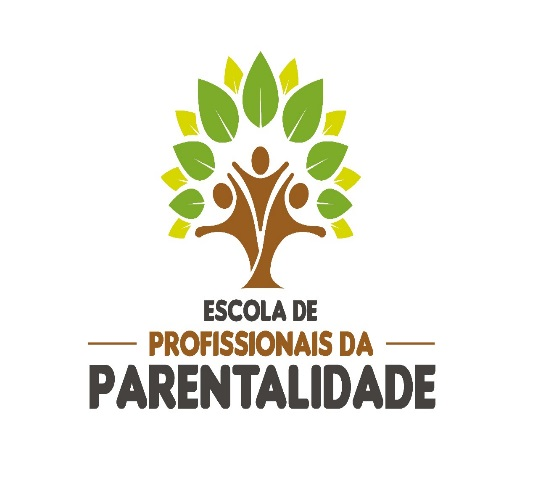 ESCOLA DE
PROFISSIONAIS DA
PARENTALIDADE